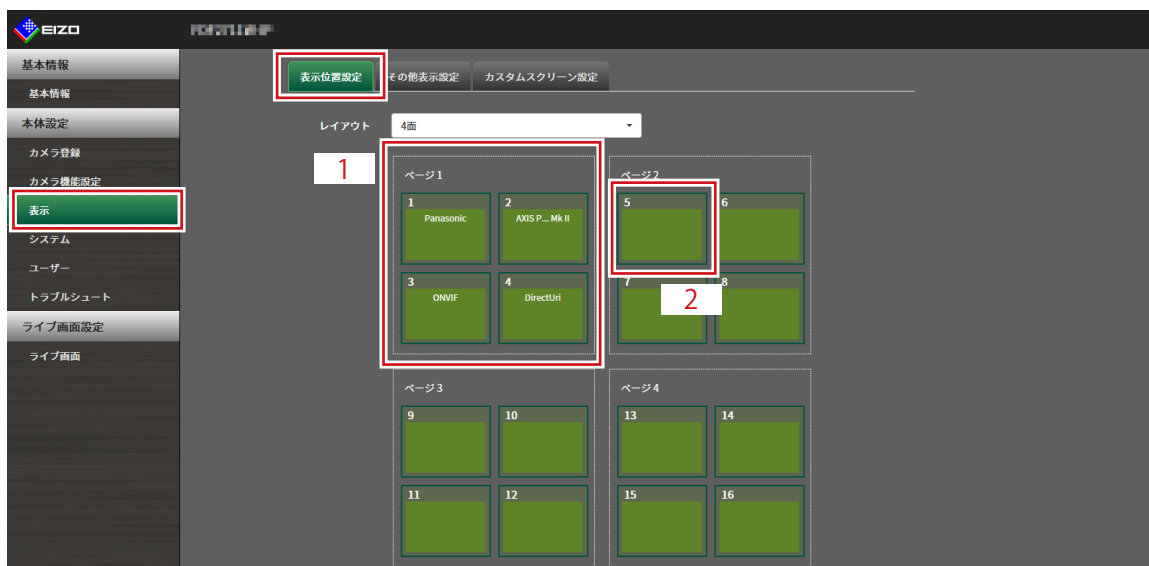 EIZO
基本情報
基本情報
本体設定
カメラ登録
カメラ機能設定
表示
システム
ユーザー
トラブルシュート
ライブ画面設定
ライブ画面
表示位置設定
その他表示設定
カスタムスクリーン設定
レイアウト
4面
1
ページ 1
1
Panasonic
2
AXIS P... Mk II
3
ONVIF
4
DirectUri
ページ 2
5
6
7
8
2
ページ 3
9
10
11
12
ページ 4
13
14
15
16